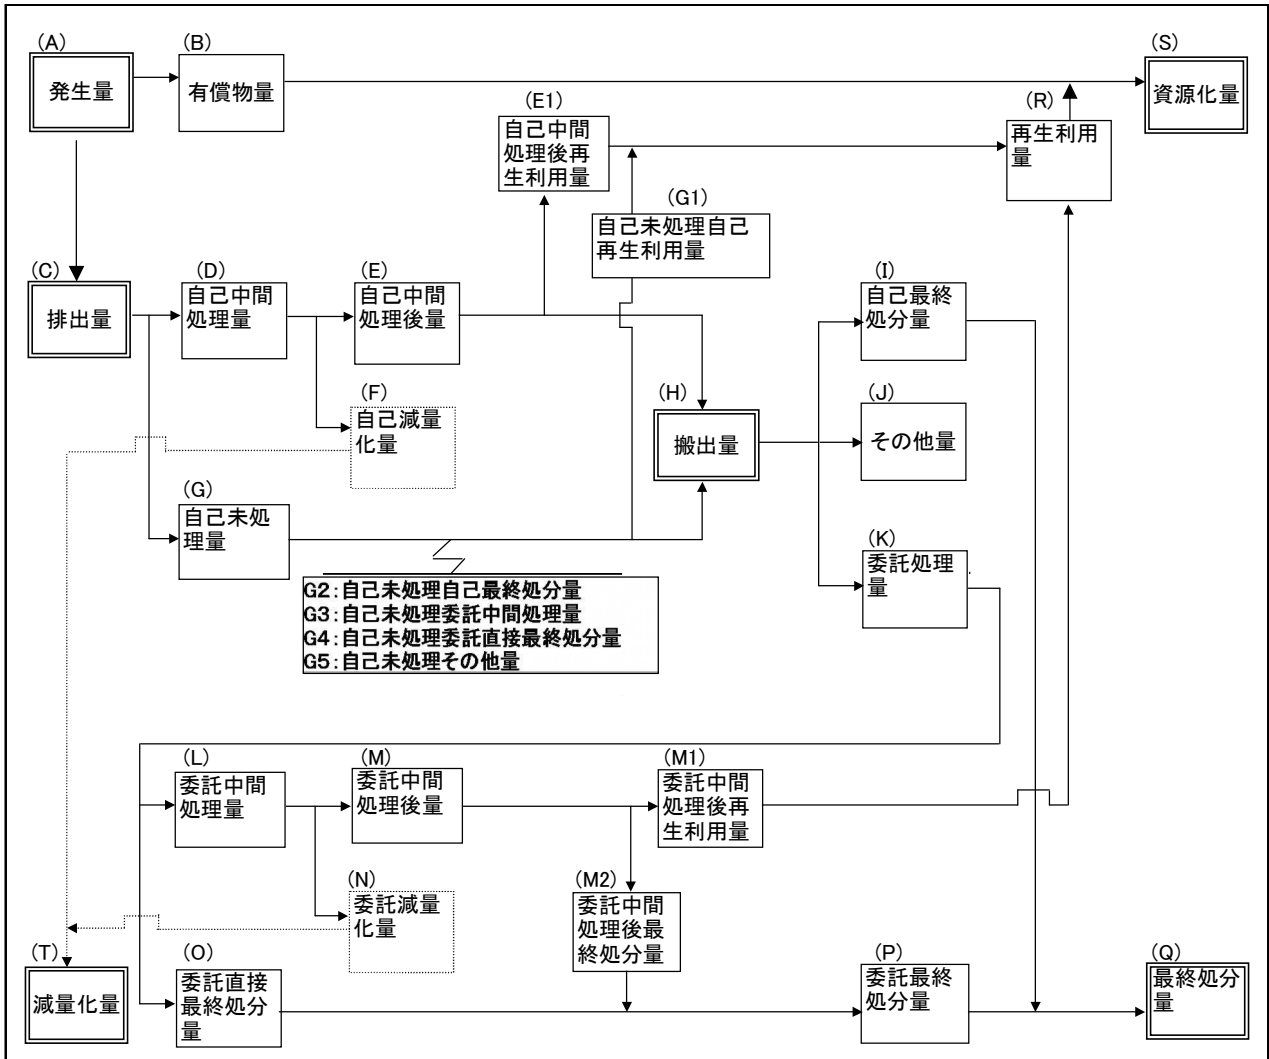 (A)
発生量
(B)
有償物量
(S)
資源化量
(E1)
自己中間
処理後再
生利用量
(R)
再生利用
量
(G1)
自己未処理自己
再生利用量
(C)
排出量
(D)
自己中間
処理量
(E)
自己中間
処理後量
(I)
自己最終
処分量
(F)
自己減量
化量
(H)
搬出量
(J)
その他量
(G)
自己未処
理量
(K)
委託処理
量
G2:自己未処理自己最終処分量
G3:自己未処理委託中間処理量
G4:自己未処理委託直接最終処分量
G5:自己未処理その他量
(L)
委託中間
処理量
(M)
委託中間
処理後量
(M1)
委託中間
処理後再
生利用量
(N)
委託減量
化量
(M2)
委託中間
処理後最
終処分量
(T)
減量化量
(O)
委託直接
最終処分
量
(P)
委託最終
処分量
(Q)
最終処分
量